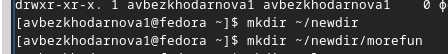 drwxr-xr-x. 1 avbezkhodarnova1 avbezkhodarnova1 0 ф
[avbezkhodarnova1@fedora ~]$ mkdir ~/newdir
[avbezkhodarnova1@fedora ~]$ mkdir ~/newdir/morefun